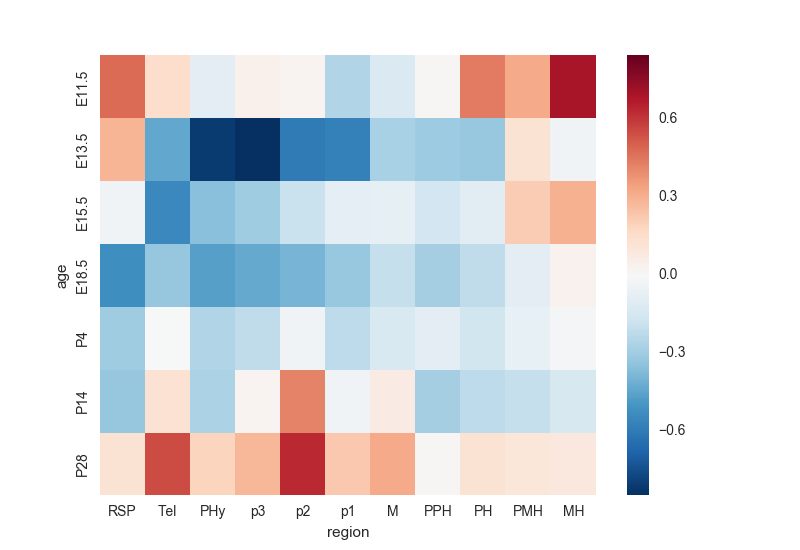 E11.5
E13.5
E15.5
E18.5
P4
P14
P28
age
RSP Tel PHy p3 p2 p1 M PPH PH PMH MH
region
0.6
0.3
0.0
−0.3
−0.6